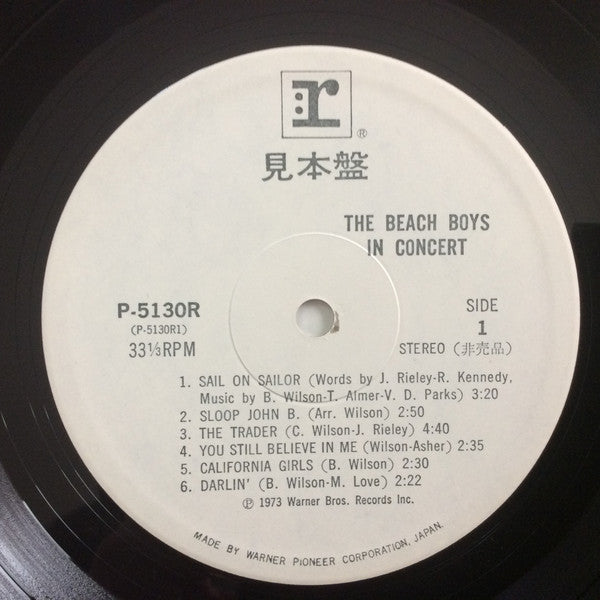 :r
®
見本盤
THE BEACH BOYS
IN CONCERT
P-5130R
(P-5130R1)
33⅓RPM
SIDE
1
STEREO (非売品)
1. SAIL ON SAILOR (Words by J. Rieley-R. Kennedy,
Music by B. Wilson-T. Almer-V. D. Parks) 3:20
2. SLOOP JOHN B. (Arr. Wilson) 2:50
3. THE TRADER (C. Wilson-J. Rieley) 4:40
4. YOU STILL BELIEVE IN ME (Wilson-Asher) 2:35
5. CALIFORNIA GIRLS (B. Wilson) 2:30
6. DARLIN' (B. Wilson-M. Love) 2:22
Ⓟ 1973 Warner Bros. Records Inc.
MADE BY WARNER PIONEER CORPORATION, JAPAN.